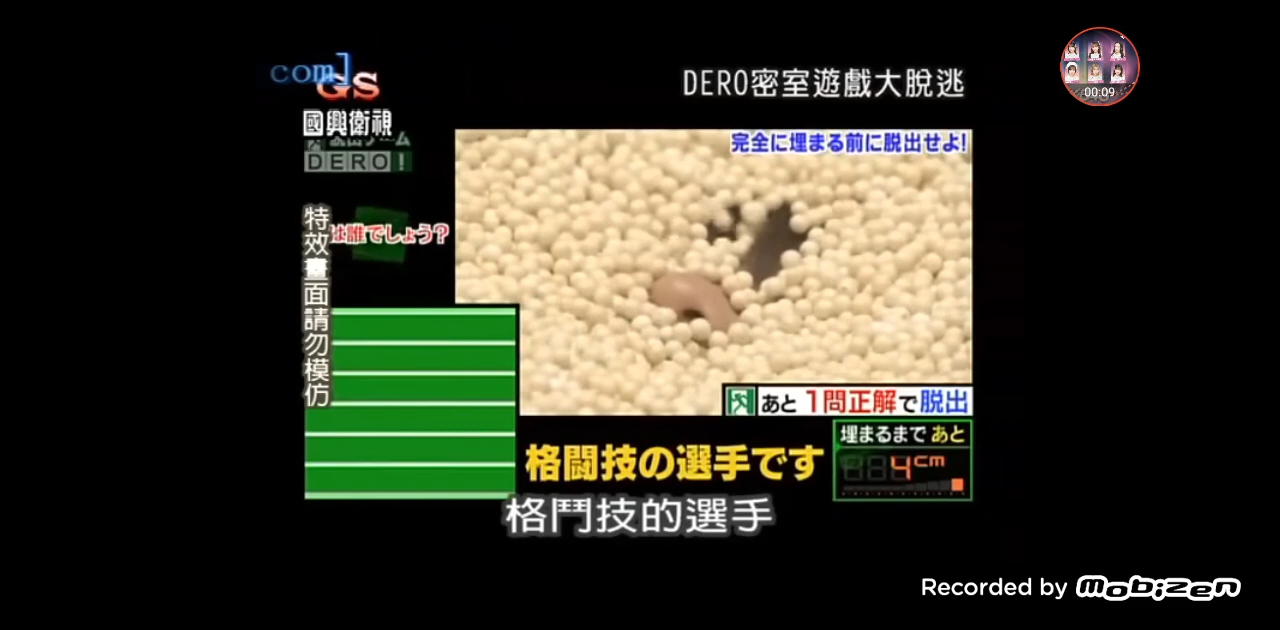 com]
GS
國興衛視
DERO密室遊戲大脫逃
00:09
DERO!
完全に埋まる前に脱出せよ!
は誰でしょう?
特效畫面請勿模仿
あと1問正解で脱出
埋まるまであと
4cm
格闘技の選手です
格鬥技的選手
Recorded by mobizen